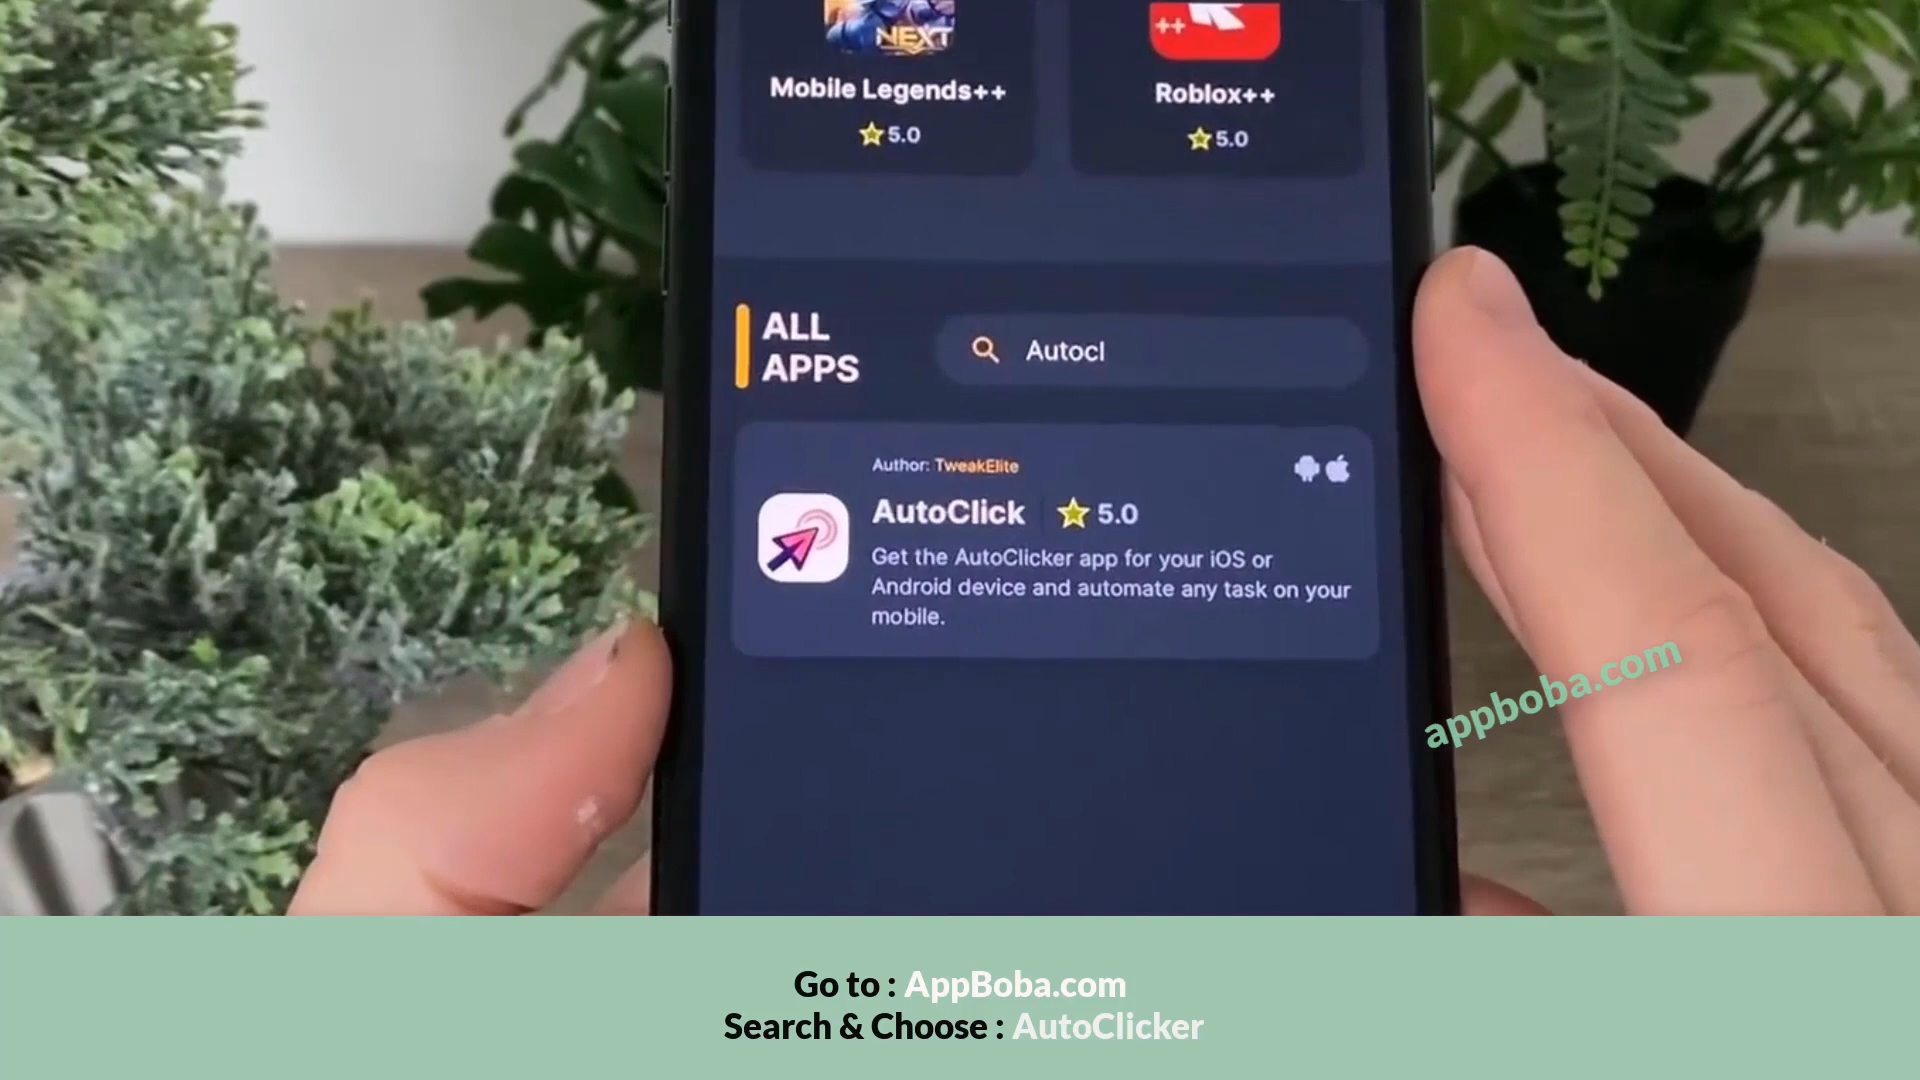 NEXT
++
Mobile Legends++
5.0
Roblox++
5.0
ALL
APPS
Autocl
Author: TweakElite
AutoClick
5.0
Get the AutoClicker app for your iOS or
Android device and automate any task on your
mobile.
appboba.com
Go to : AppBoba.com
Search & Choose : AutoClicker